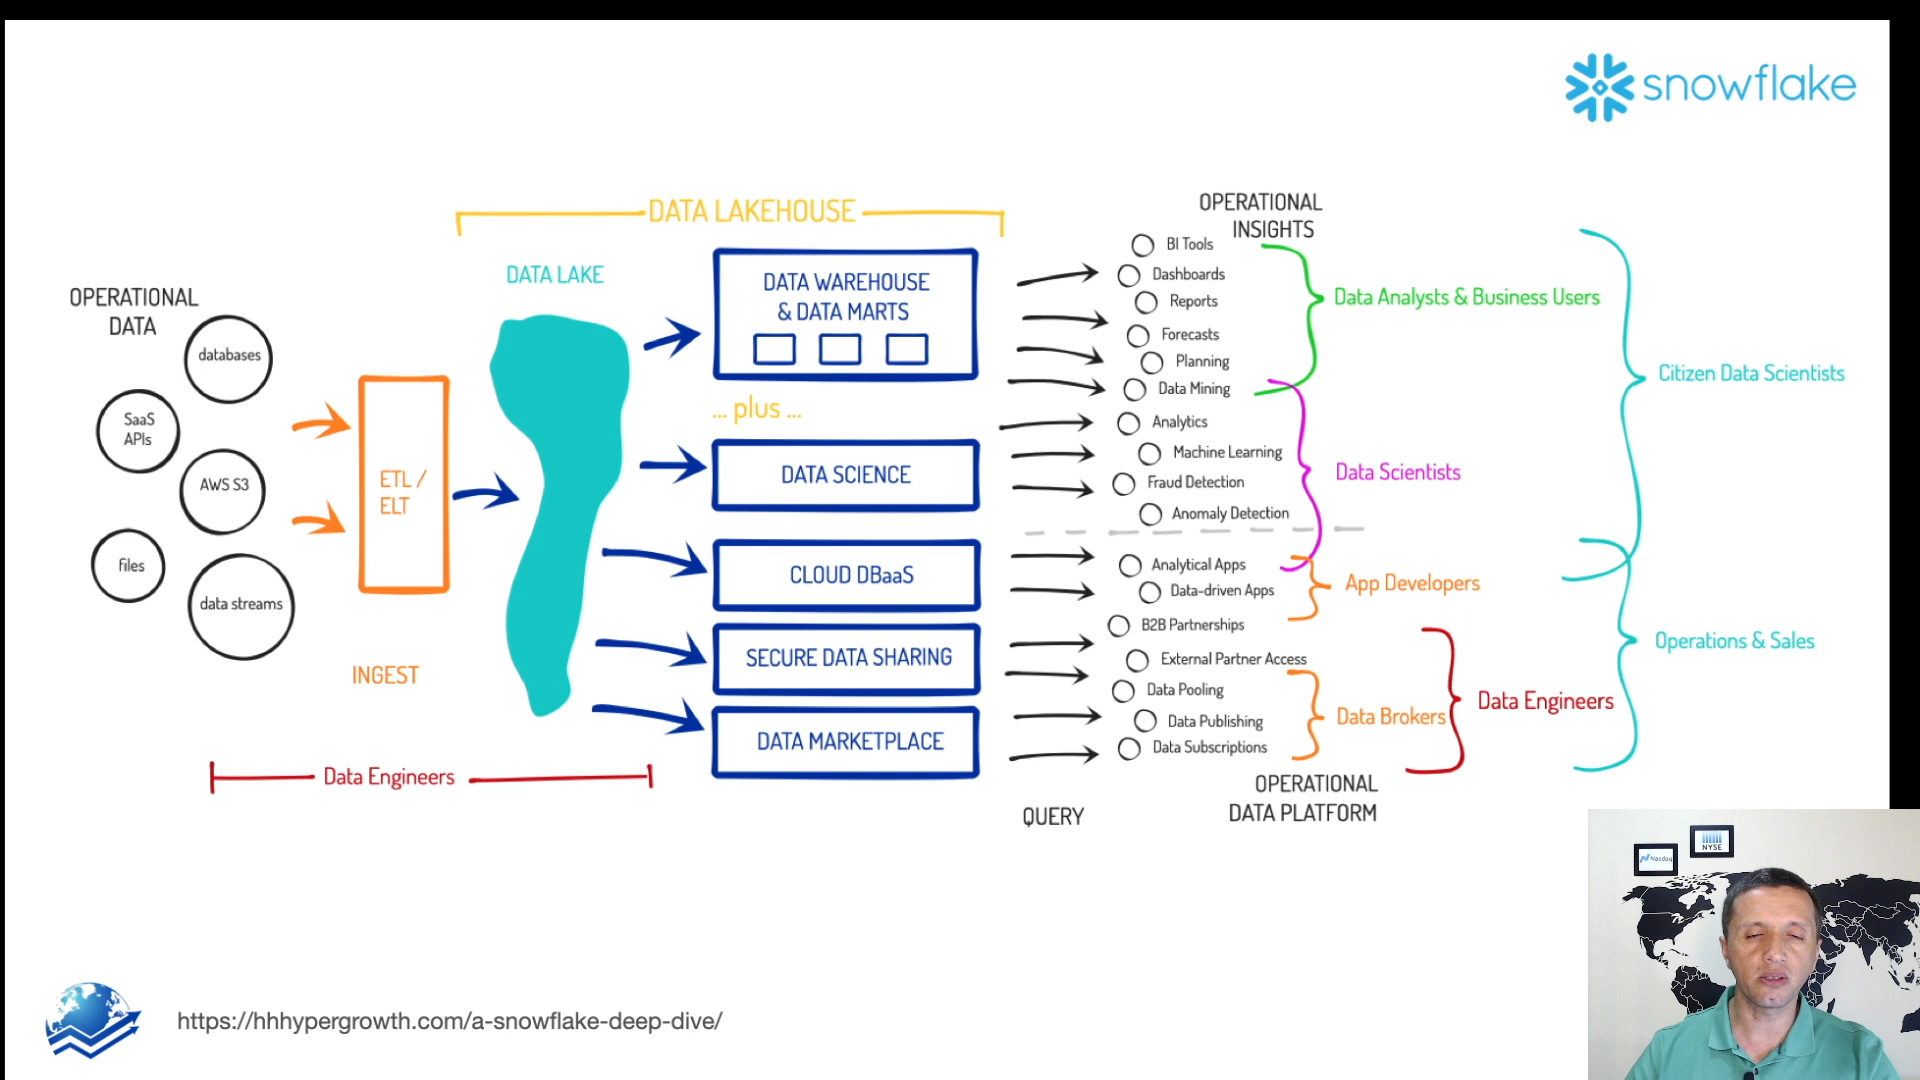 snowflake
DATA LAKEHOUSE
OPERATIONAL
DATA
databases
SaaS
APIs
AWS S3
files
data streams
ETL /
ELT
INGEST
Data Engineers
DATA LAKE
DATA WAREHOUSE
& DATA MARTS
... plus ...
DATA SCIENCE
CLOUD DBaaS
SECURE DATA SHARING
DATA MARKETPLACE
QUERY
OPERATIONAL
INSIGHTS
BI Tools
Dashboards
Reports
Forecasts
Planning
Data Mining
Analytics
Machine Learning
Fraud Detection
Anomaly Detection
Analytical Apps
Data-driven Apps
B2B Partnerships
External Partner Access
Data Pooling
Data Publishing
Data Subscriptions
OPERATIONAL
DATA PLATFORM
Data Analysts & Business Users
Data Scientists
App Developers
Data Brokers
Data Engineers
Citizen Data Scientists
Operations & Sales
Nasdaq
NYSE
https://hhhypergrowth.com/a-snowflake-deep-dive/